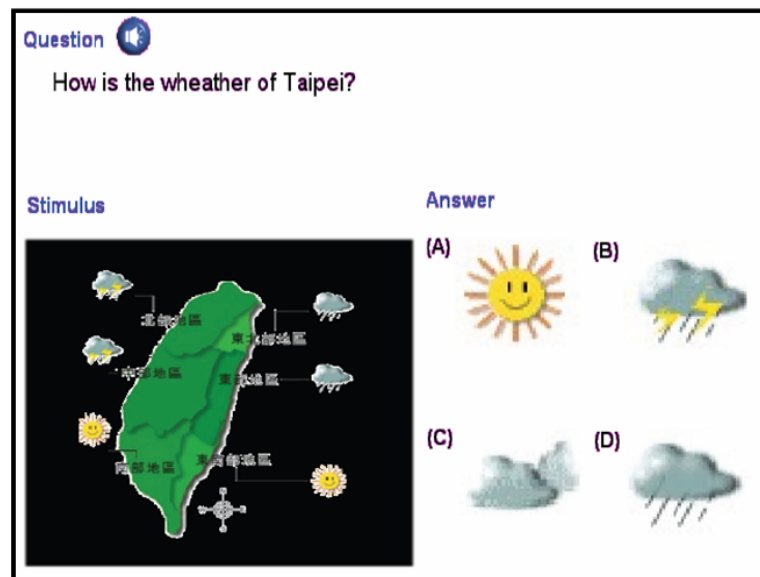 Question
How is the wheather of Taipei?
Stimulus
Answer
(A)
(B)
北部地區
東北部地區
中部地區
東部地區
南部地區
東南部地區
(C)
(D)